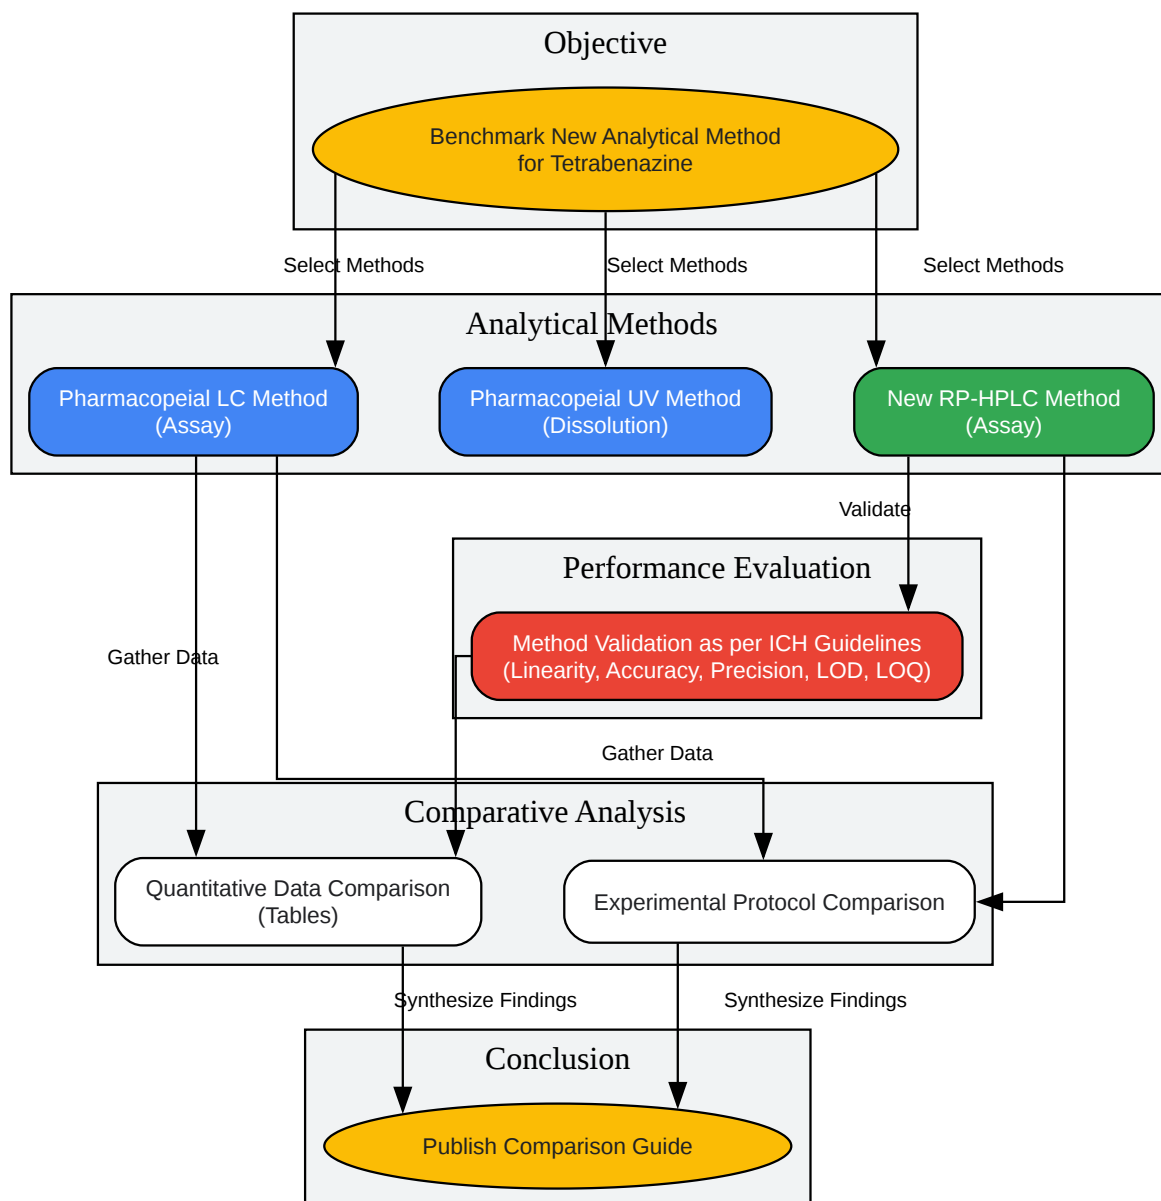 Objective
Benchmark New Analytical Method
for Tetrabenazine
Select Methods
Select Methods
Select Methods
Analytical Methods
Pharmacopeial LC Method
(Assay)
Pharmacopeial UV Method
(Dissolution)
New RP-HPLC Method
(Assay)
Validate
Performance Evaluation
Method Validation as per ICH Guidelines
(Linearity, Accuracy, Precision, LOD, LOQ)
Gather Data
Gather Data
Comparative Analysis
Quantitative Data Comparison
(Tables)
Experimental Protocol Comparison
Synthesize Findings
Synthesize Findings
Conclusion
Publish Comparison Guide